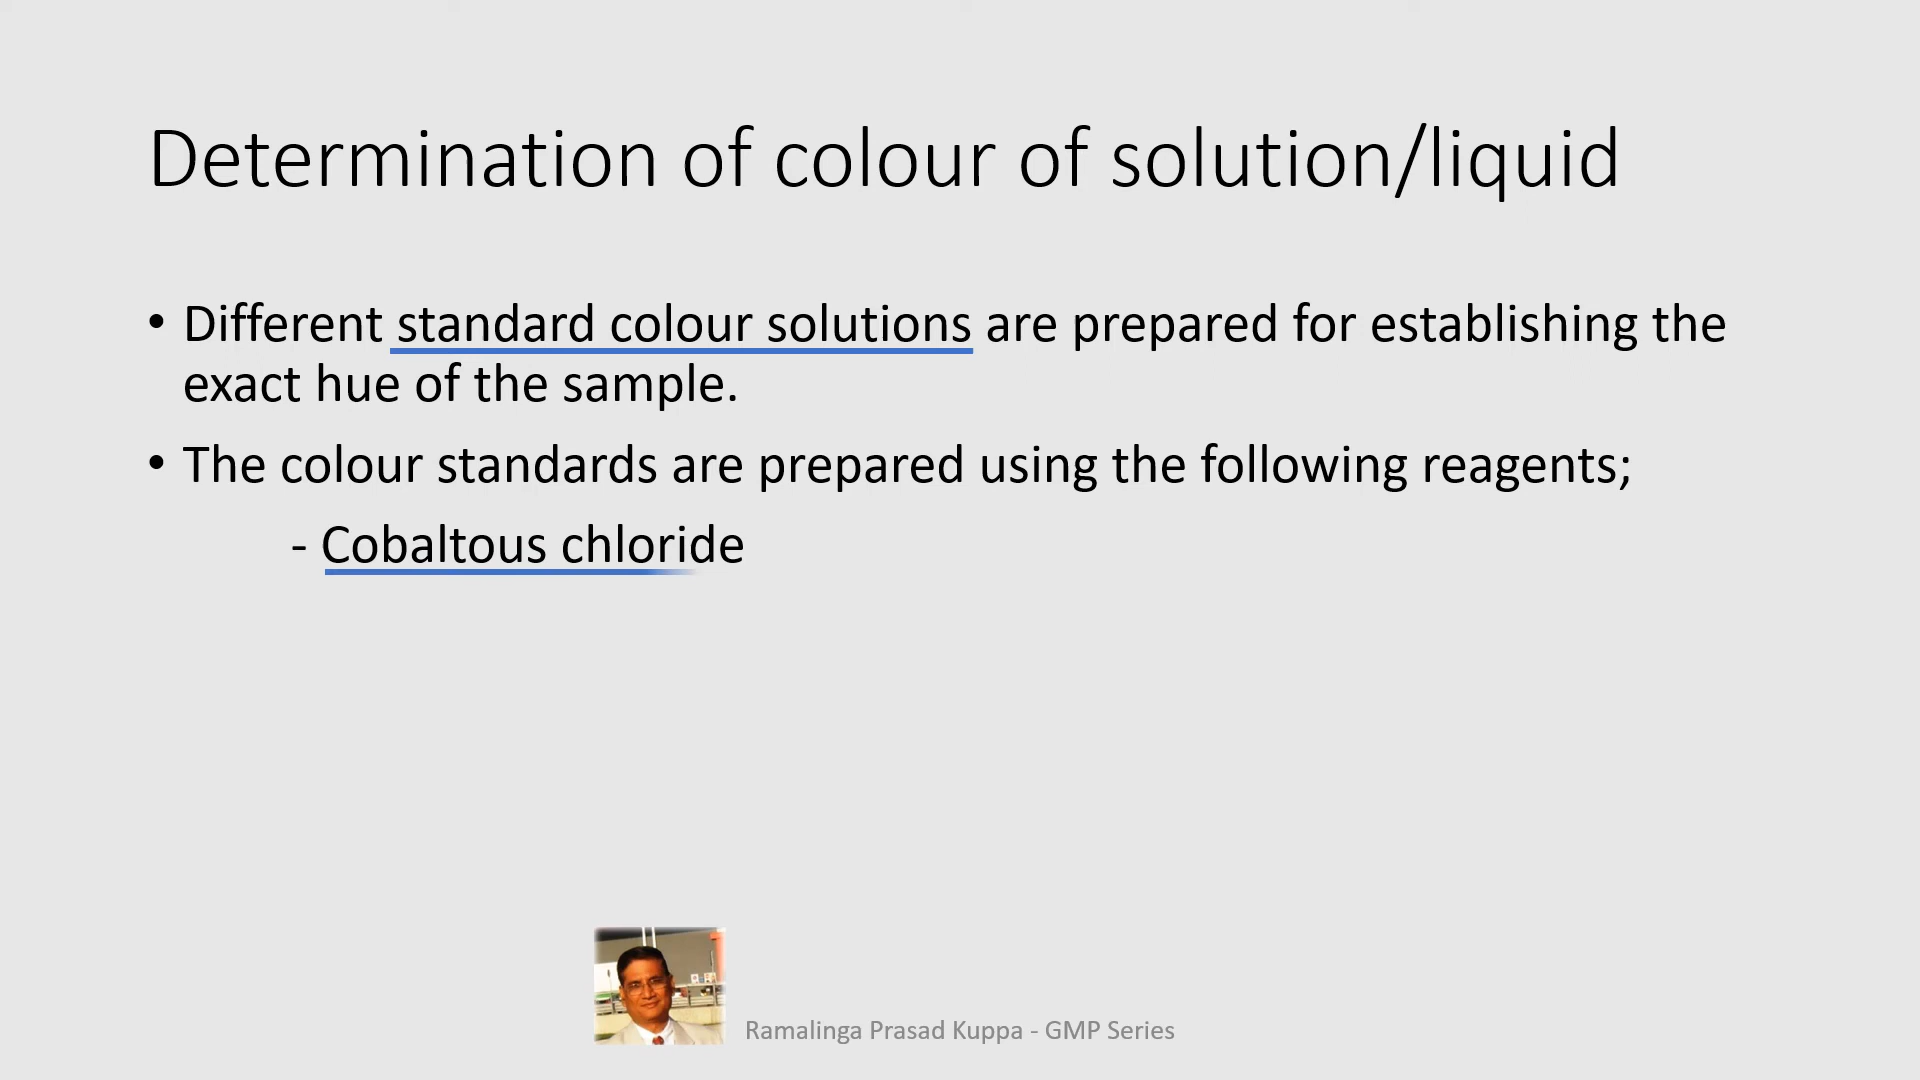 Determination of colour of solution/liquid
• Different standard colour solutions are prepared for establishing the
exact hue of the sample.
• The colour standards are prepared using the following reagents;
- Cobaltous chloride
Ramalinga Prasad Kuppa - GMP Series